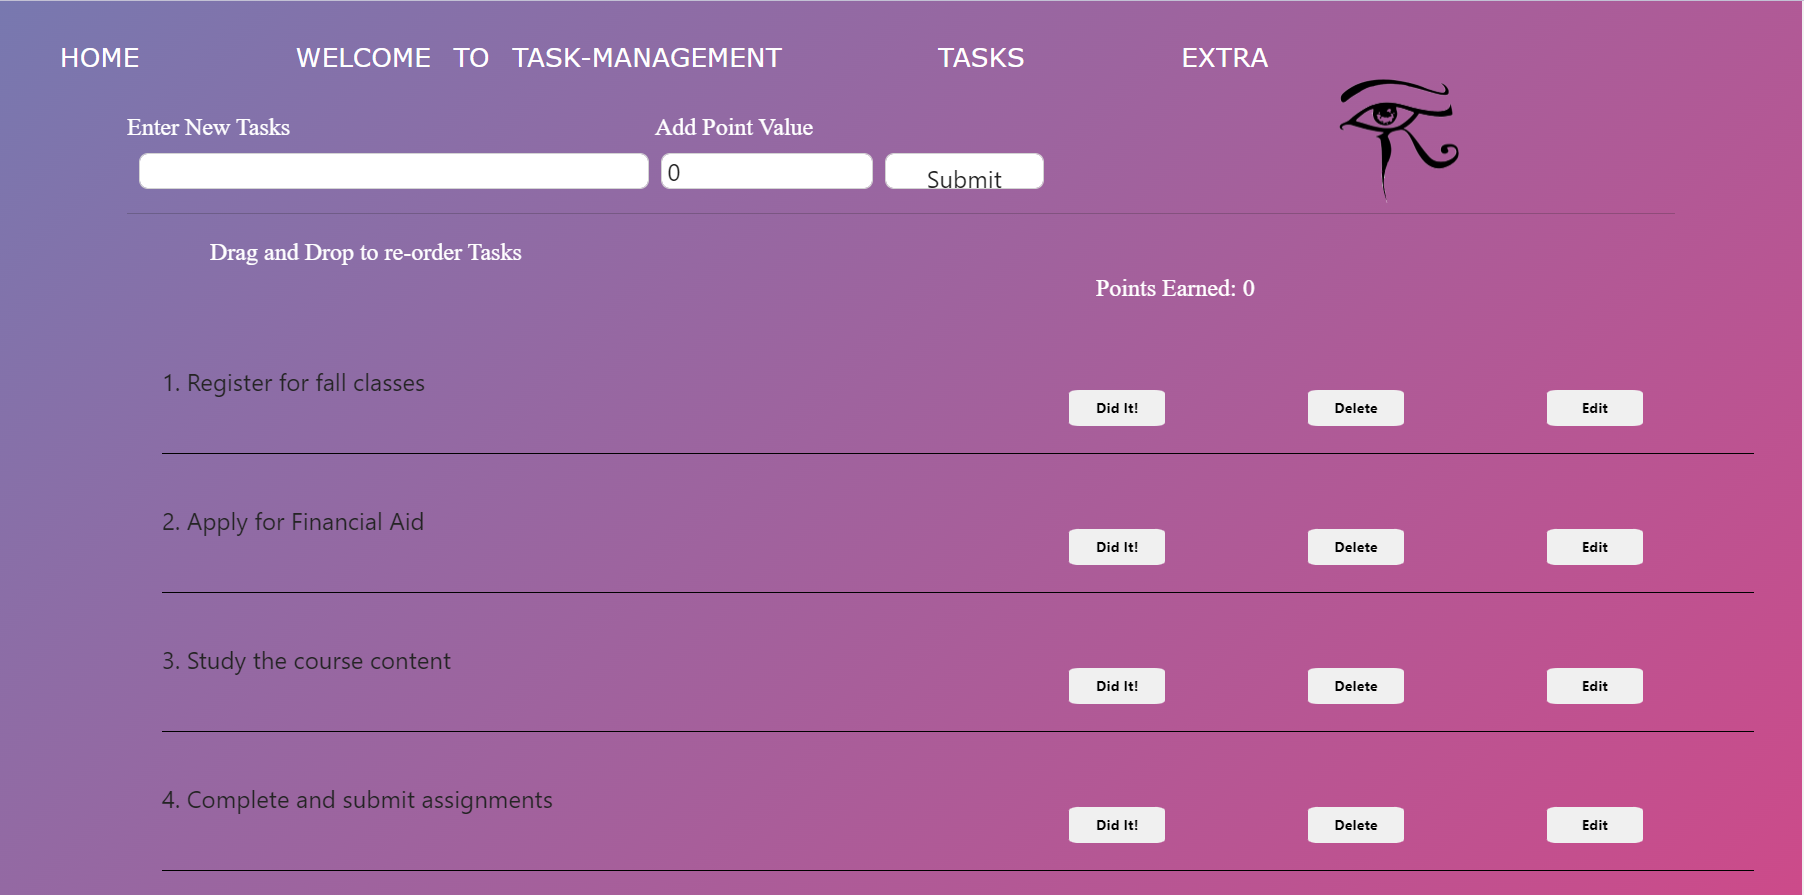 HOME WELCOME TO TASK-MANAGEMENT TASKS EXTRA
Enter New Tasks Add Point Value
0 Submit
Drag and Drop to re-order Tasks
Points Earned: 0
1. Register for fall classes
Did It! Delete Edit
2. Apply for Financial Aid
Did It! Delete Edit
3. Study the course content
Did It! Delete Edit
4. Complete and submit assignments
Did It! Delete Edit